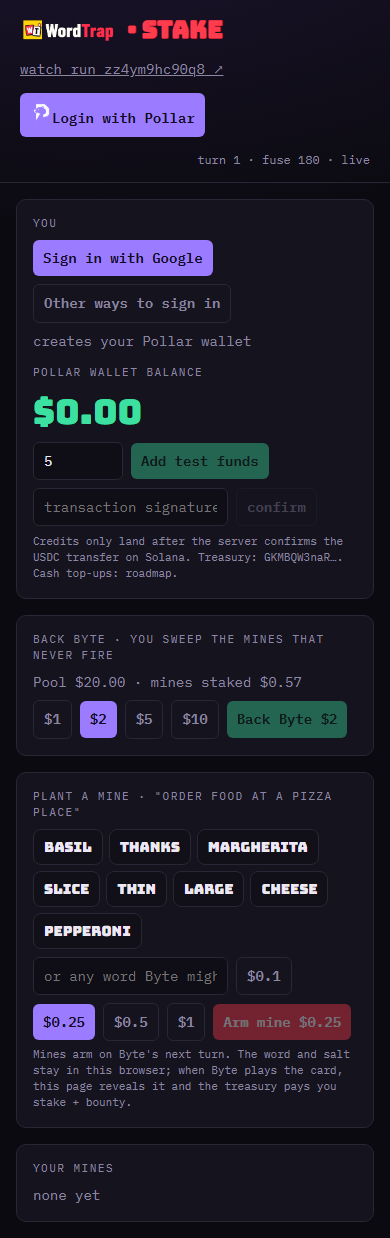 WT WordTrap · STAKE
watch run zz4ym9hc90q8 ↗
Login with Pollar
turn 1 · fuse 180 · live
YOU
Sign in with Google
Other ways to sign in
creates your Pollar wallet
POLLAR WALLET BALANCE
$0.00
5 Add test funds
transaction signature confirm
Credits only land after the server confirms the
USDC transfer on Solana. Treasury: GKMBQW3naR….
Cash top-ups: roadmap.
BACK BYTE · YOU SWEEP THE MINES THAT
NEVER FIRE
Pool $20.00 · mines staked $0.57
$1 $2 $5 $10 Back Byte $2
PLANT A MINE · "ORDER FOOD AT A PIZZA
PLACE"
BASIL THANKS MARGHERITA
SLICE THIN LARGE CHEESE
PEPPERONI
or any word Byte migh $0.1
$0.25 $0.5 $1 Arm mine $0.25
Mines arm on Byte's next turn. The word and salt
stay in this browser; when Byte plays the card,
this page reveals it and the treasury pays you
stake + bounty.
YOUR MINES
none yet